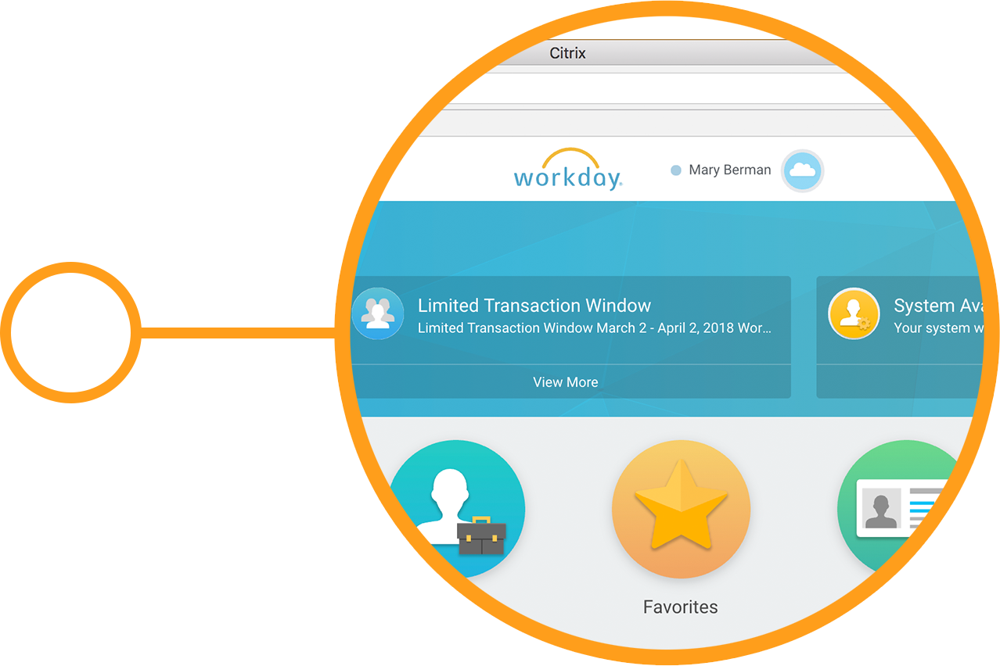 Citrix
workday.
Mary Berman
Limited Transaction Window
Limited Transaction Window March 2 - April 2, 2018 Wor...
View More
System Ava
Your system w
Favorites